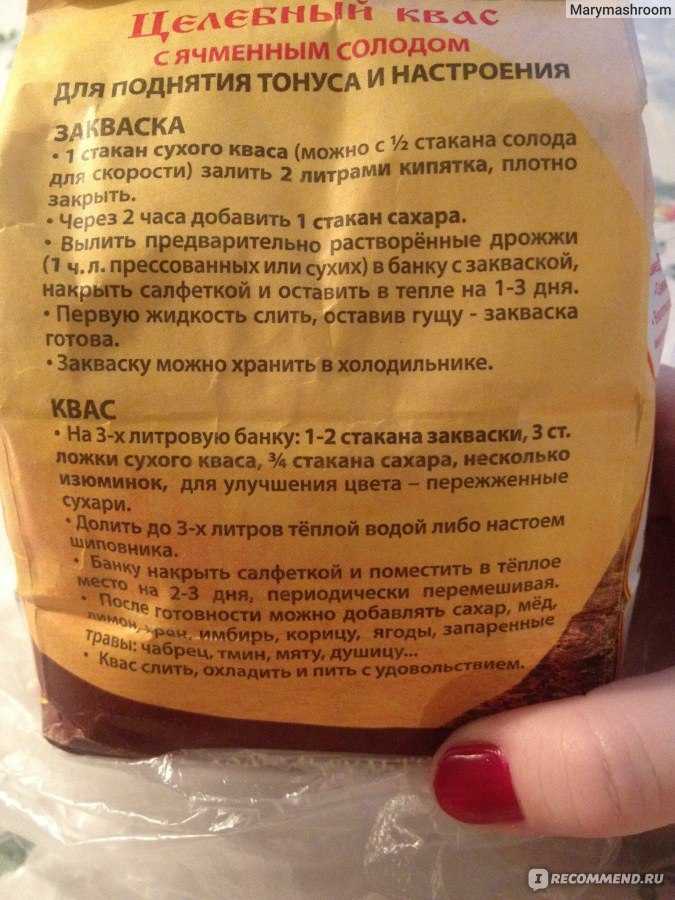 Marymashroom
Целебный квас
с ячменным солодом
для поднятия тонуса и настроения
ЗАКВАСКА
• 1 стакан сухого кваса (можно с ½ стакана солода
для скорости) залить 2 литрами кипятка, плотно
закрыть.
• Через 2 часа добавить 1 стакан сахара.
• Вылить предварительно растворённые дрожжи
(1 ч.л. прессованных или сухих) в банку с закваской,
накрыть салфеткой и оставить в тепле на 1-3 дня.
• Первую жидкость слить, оставив гущу - закваска
готова.
• Закваску можно хранить в холодильнике.
КВАС
• На 3-х литровую банку: 1-2 стакана закваски, 3 ст.
ложки сухого кваса, ¾ стакана сахара, несколько
изюминок, для улучшения цвета – пережженные
сухари.
• Долить до 3-х литров тёплой водой либо настоем
шиповника.
• Банку накрыть салфеткой и поместить в тёплое
место на 2-3 дня, периодически перемешивая.
• После готовности можно добавлять сахар, мёд,
лимон, хрен, имбирь, корицу, ягоды, запаренные
травы: чабрец, тмин, мяту, душицу...
• Квас слить, охладить и пить с удовольствием.
IRECOMMEND.RU